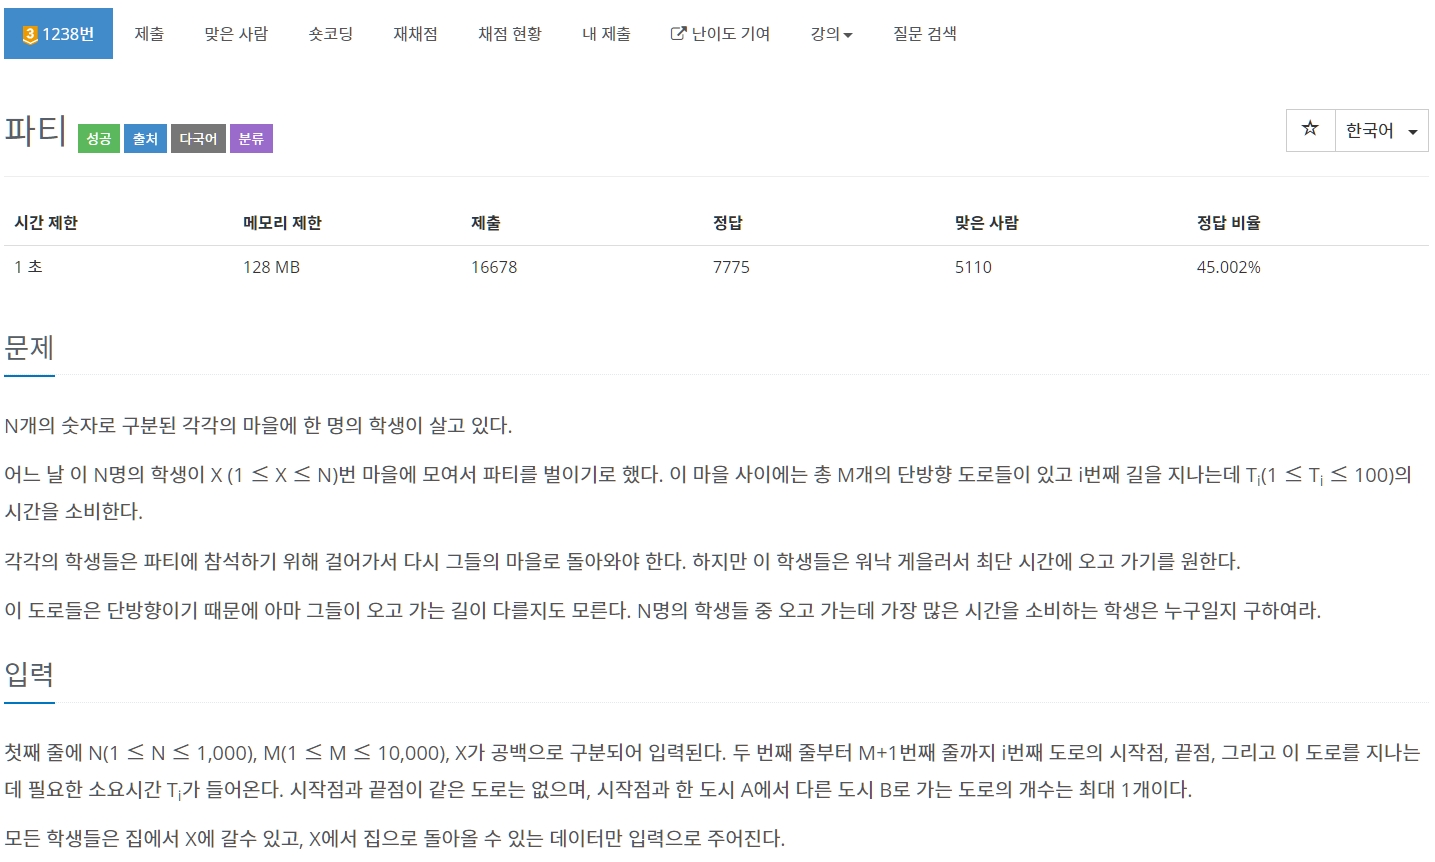 3 1238번 제출 맞은 사람 숏코딩 재채점 채점 현황 내 제출 난이도 기여 강의 질문 검색
파티 성공 출처 다국어 분류 한국어
시간 제한 메모리 제한 제출 정답 맞은 사람 정답 비율
1 초 128 MB 16678 7775 5110 45.002%
문제
N개의 숫자로 구분된 각각의 마을에 한 명의 학생이 살고 있다.
어느 날 이 N명의 학생이 X (1 ≤ X ≤ N)번 마을에 모여서 파티를 벌이기로 했다. 이 마을 사이에는 총 M개의 단방향 도로들이 있고 i번째 길을 지나는데 Ti(1 ≤ Ti ≤ 100)의
시간을 소비한다.
각각의 학생들은 파티에 참석하기 위해 걸어가서 다시 그들의 마을로 돌아와야 한다. 하지만 이 학생들은 워낙 게을러서 최단 시간에 오고 가기를 원한다.
이 도로들은 단방향이기 때문에 아마 그들이 오고 가는 길이 다를지도 모른다. N명의 학생들 중 오고 가는데 가장 많은 시간을 소비하는 학생은 누구일지 구하여라.
입력
첫째 줄에 N(1 ≤ N ≤ 1,000), M(1 ≤ M ≤ 10,000), X가 공백으로 구분되어 입력된다. 두 번째 줄부터 M+1번째 줄까지 i번째 도로의 시작점, 끝점, 그리고 이 도로를 지나는
데 필요한 소요시간 Ti가 들어온다. 시작점과 끝점이 같은 도로는 없으며, 시작점과 한 도시 A에서 다른 도시 B로 가는 도로의 개수는 최대 1개이다.
모든 학생들은 집에서 X에 갈수 있고, X에서 집으로 돌아올 수 있는 데이터만 입력으로 주어진다.